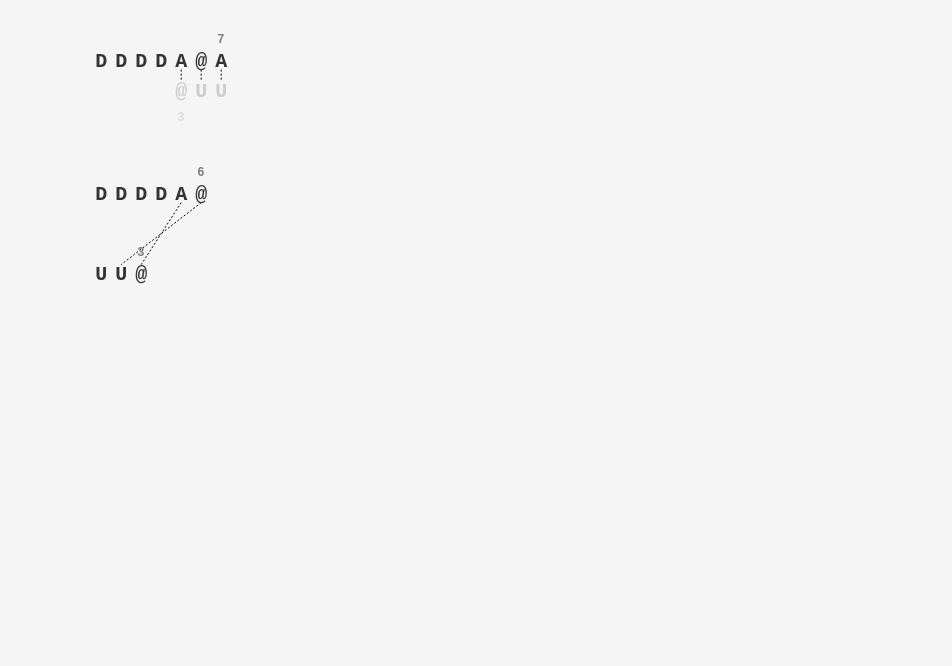 7
D D D D A @ A
@ U U
3
6
D D D D A @
3
U U @